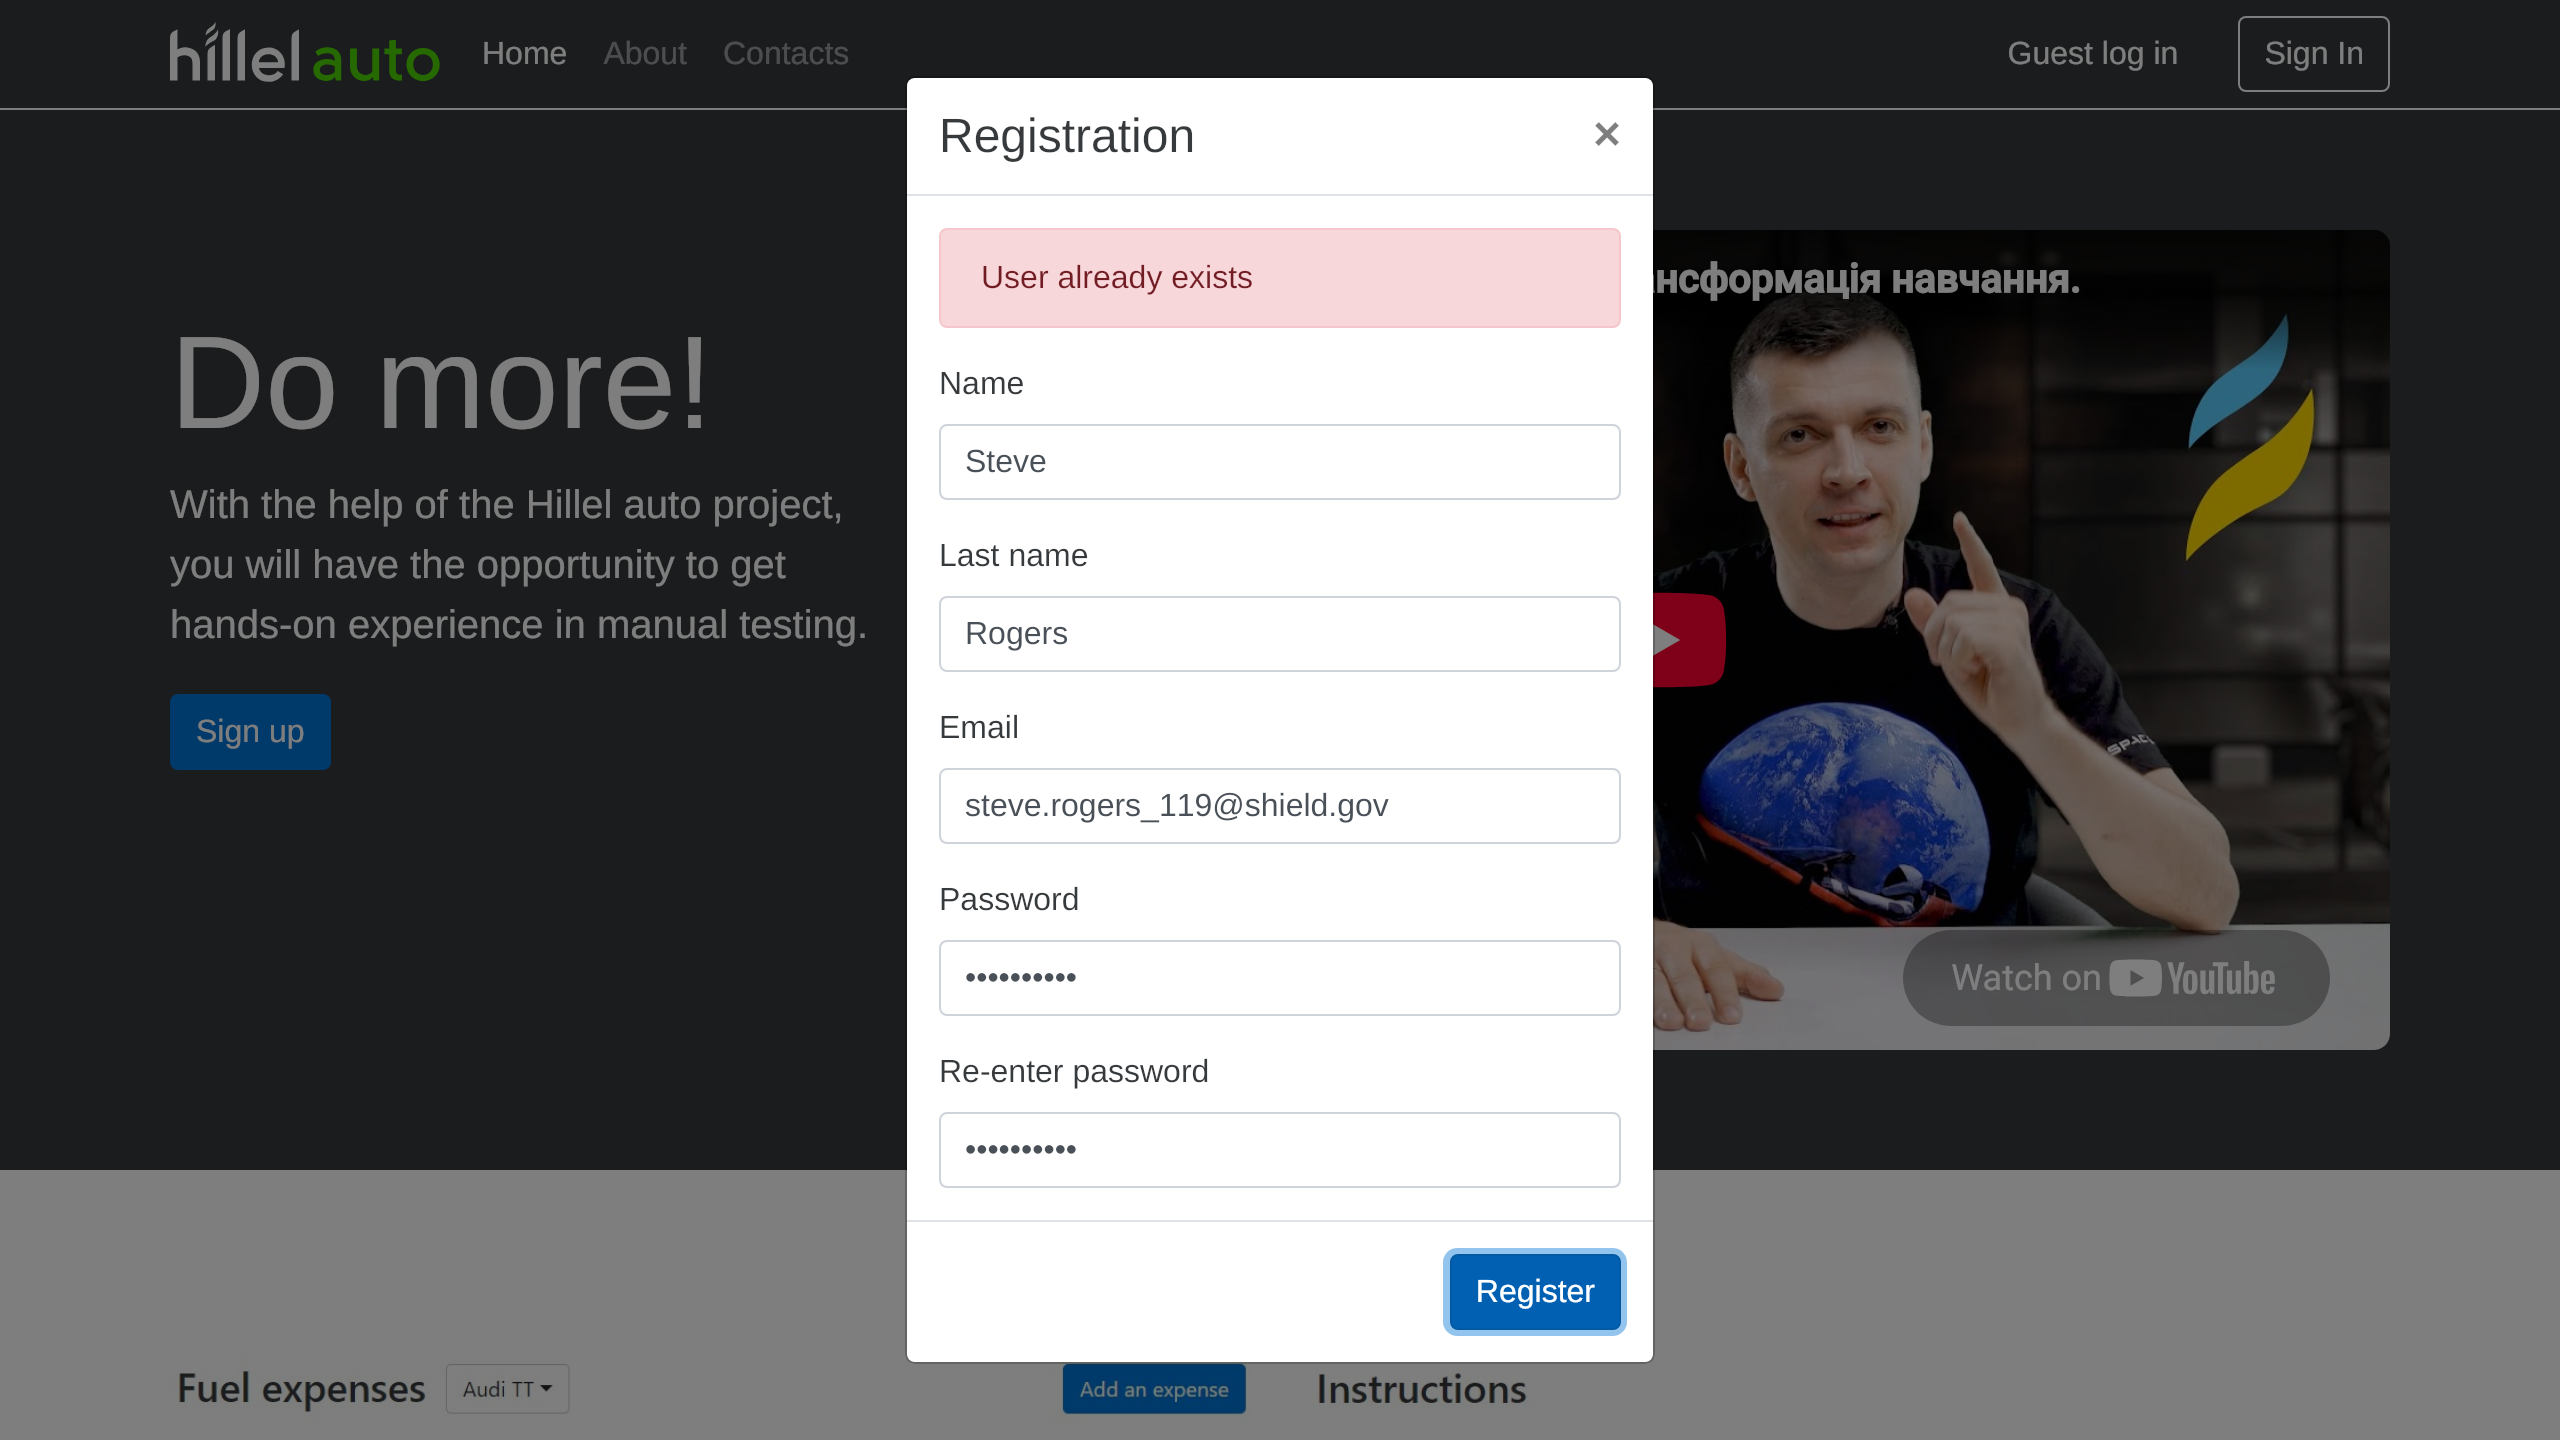 hillel auto
Home
About
Contacts
Guest log in
Sign In
Registration
×
User already exists
Name
Steve
Last name
Rogers
Email
steve.rogers_119@shield.gov
Password
••••••••••
Re-enter password
••••••••••
Register
Do more!
With the help of the Hillel auto project,
you will have the opportunity to get
hands-on experience in manual testing.
Sign up
навчання.
Watch on YouTube
Fuel expenses
Audi TT
Add an expense
Instructions